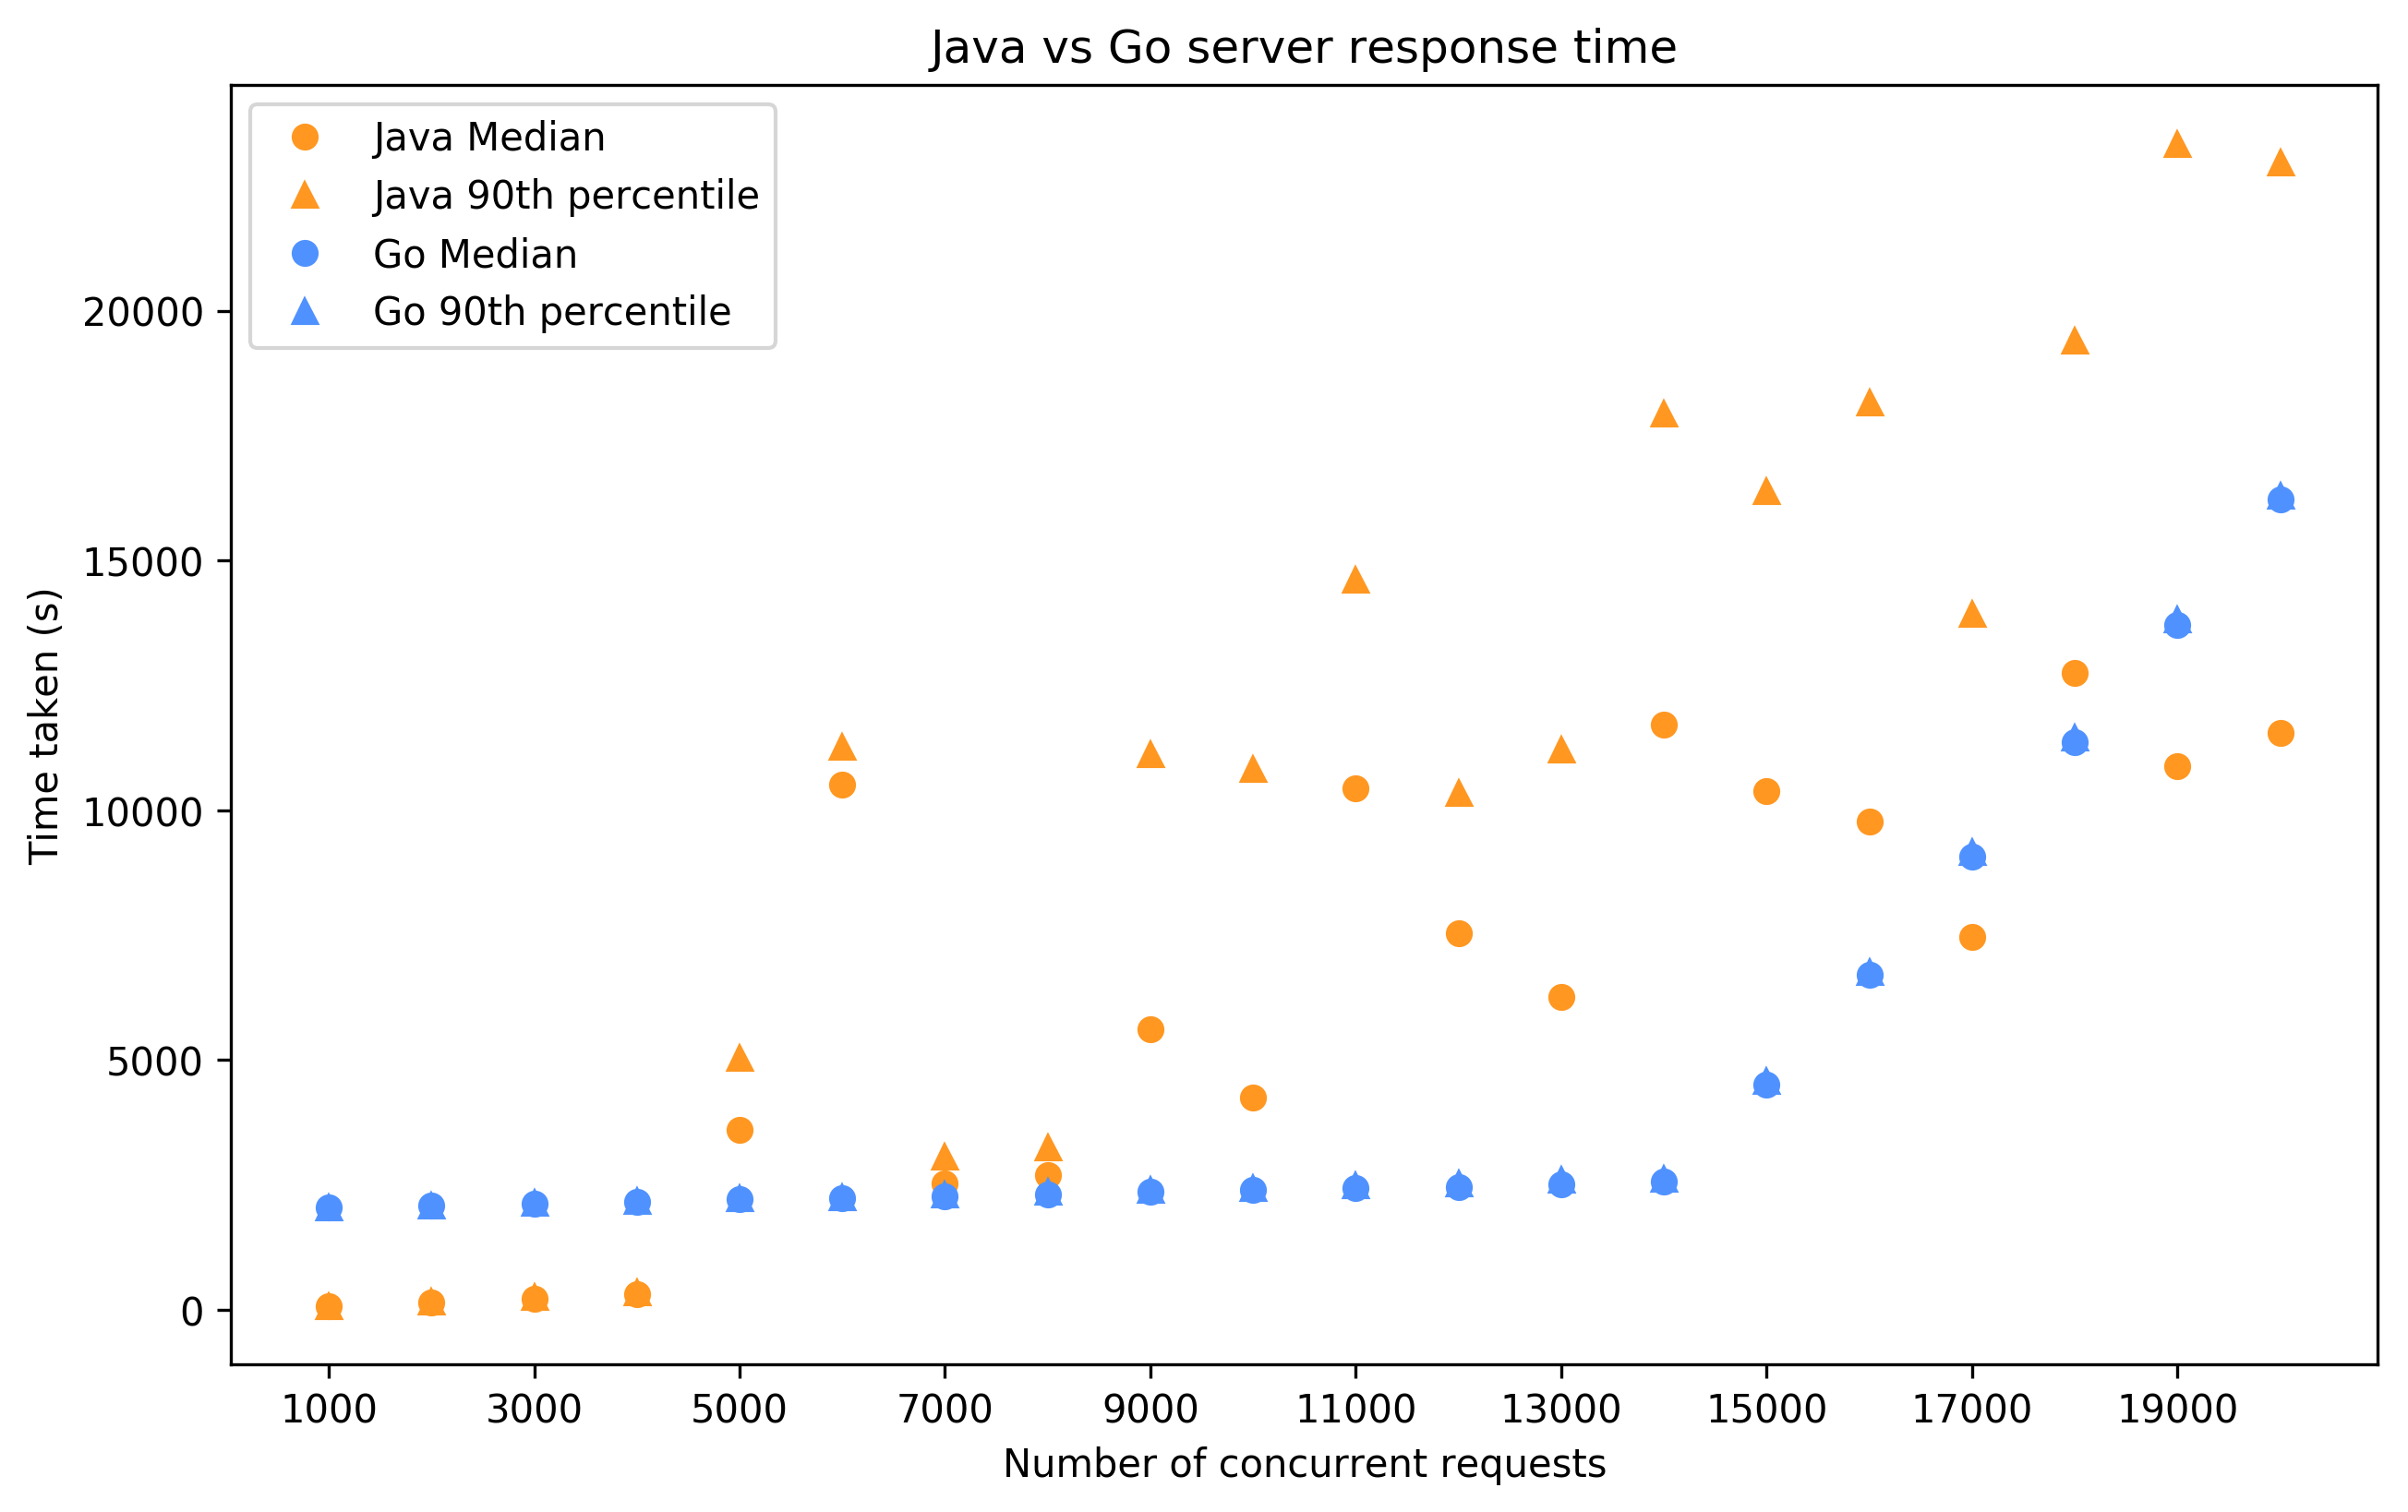 Java vs Go server response time
Java Median
Java 90th percentile
Go Median
Go 90th percentile
Time taken (s)
20000
15000
10000
5000
0
1000 3000 5000 7000 9000 11000 13000 15000 17000 19000
Number of concurrent requests